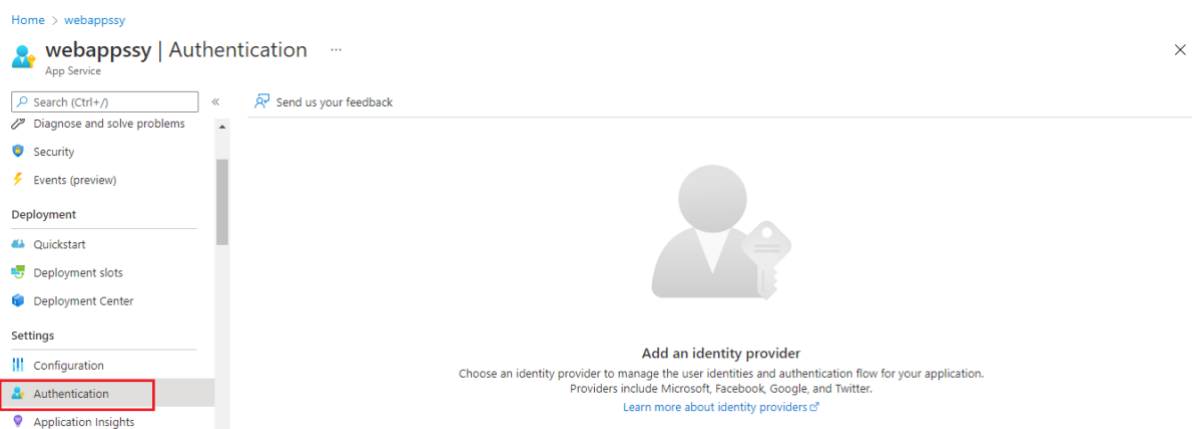 Home > webappssy
webappssy | Authentication ...
App Service
Search (Ctrl+/)
«
Send us your feedback
Diagnose and solve problems
Security
Events (preview)
Deployment
Quickstart
Deployment slots
Deployment Center
Settings
Configuration
Authentication
Application Insights
Add an identity provider
Choose an identity provider to manage the user identities and authentication flow for your application.
Providers include Microsoft, Facebook, Google, and Twitter.
Learn more about identity providers